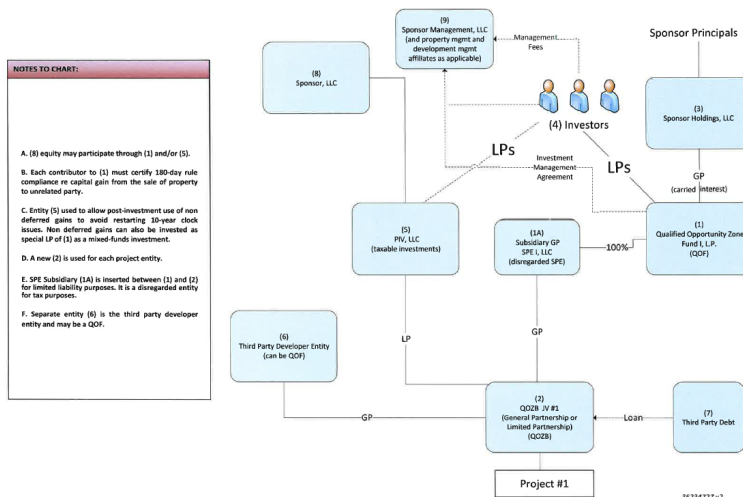 NOTES TO CHART:
A. (8) equity may participate through (1) and/or (5).
B. Each contributor to (1) must certify 180-day rule
compliance re capital gain from the sale of property
to unrelated party.
C. Entity (5) used to allow post-investment use of non
deferred gains to avoid restarting 10-year clock
issues. Non deferred gains can also be invested as
special LP of (1) as a mixed-funds investment.
D. A new (2) is used for each project entity.
E. SPE Subsidiary (1A) is inserted between (1) and (2)
for limited liability purposes. It is a disregarded entity
for tax purposes.
F. Separate entity (6) is the third party developer
entity and may be a QOF.
(9)
Sponsor Management, LLC
(and property mgmt and
development mgmt
affiliates as applicable)
Management
Fees
Sponsor Principals
(8)
Sponsor, LLC
(4) Investors
(3)
Sponsor Holdings, LLC
LPs
Investment
Management
Agreement
LPs
GP
(carried interest)
(5)
PIV, LLC
(taxable investments)
(1A)
Subsidiary GP
SPE I, LLC
(disregarded SPE)
100%
(1)
Qualified Opportunity Zone
Fund I, L.P.
(QOF)
(6)
Third Party Developer Entity
(can be QOF)
LP
GP
GP
(2)
QOZB JV #1
(General Partnership or
Limited Partnership)
(QOZB)
Loan
(7)
Third Party Debt
Project #1